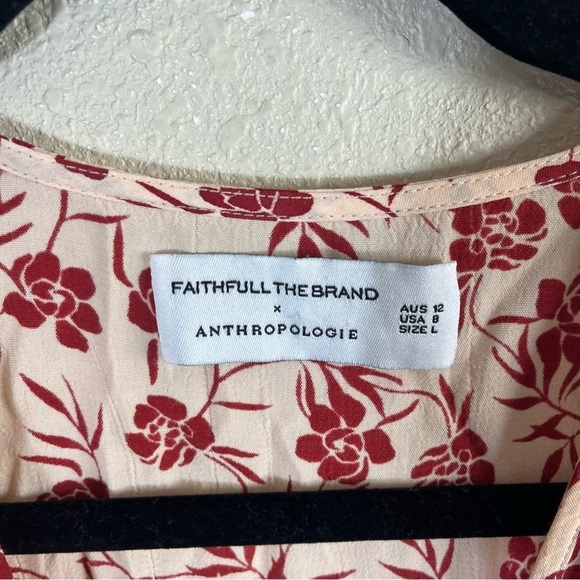 FAITHFULL THE BRAND
×
ANTHROPOLOGIE
AUS 12
USA 8
SIZE L